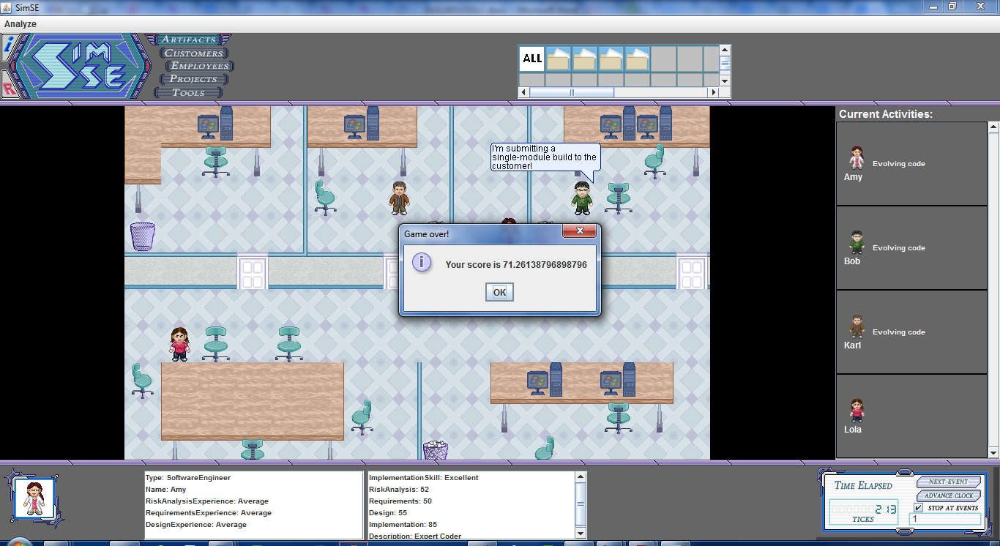 SimSE
Analyze
i
R
SIMSE
ARTIFACTS
CUSTOMERS
EMPLOYEES
PROJECTS
TOOLS
ALL
Current Activities:
Amy
Evolving code
Bob
Evolving code
Karl
Evolving code
Lola
I'm submitting a
single-module build to the
customer!
Game over!
Your score is 71.26138796898796
OK
Type: SoftwareEngineer
Name: Amy
RiskAnalysisExperience: Average
RequirementsExperience: Average
DesignExperience: Average
ImplementationSkill: Excellent
RiskAnalysis: 52
Requirements: 50
Design: 55
Implementation: 85
Description: Expert Coder
TIME ELAPSED
213
TICKS
NEXT EVENT
ADVANCE CLOCK
STOP AT EVENTS
1